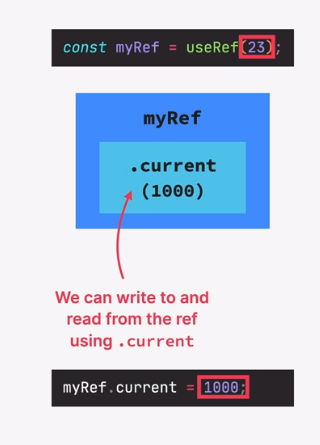 const myRef = useRef(23);
myRef
.current
(1000)
We can write to and
read from the ref
using .current
myRef.current = 1000;